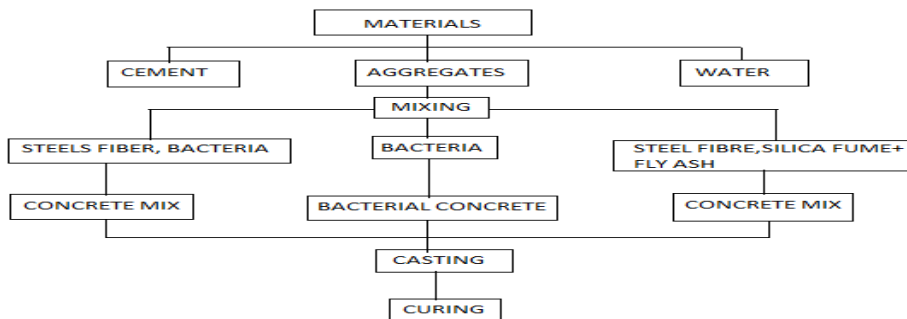 MATERIALS
CEMENT
AGGREGATES
WATER
MIXING
STEELS FIBER, BACTERIA
BACTERIA
STEEL FIBRE,SILICA FUME+
FLY ASH
CONCRETE MIX
BACTERIAL CONCRETE
CONCRETE MIX
CASTING
CURING